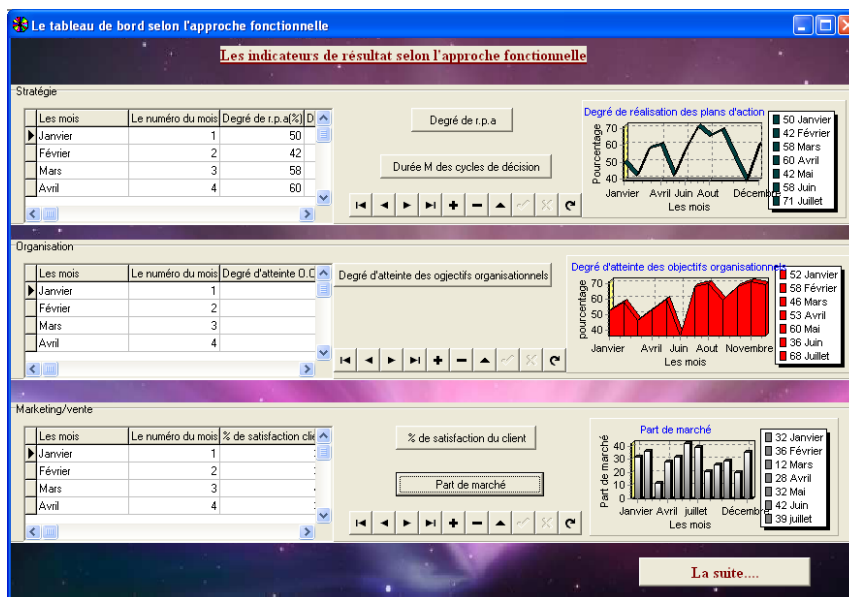 Le tableau de bord selon l'approche fonctionnelle
Les indicateurs de résultat selon l'approche fonctionnelle
Stratégie
Les mois Le numéro du mois Degré de r.p.a(%) D
Janvier 1 50
Février 2 42
Mars 3 58
Avril 4 60
Degré de r.p.a
Durée M des cycles de décision
Degré de réalisation des plans d'action
Pourcentage
70
60
50
40
Janvier Avril Juin Aout Décembre
Les mois
50 Janvier
42 Février
58 Mars
60 Avril
42 Mai
58 Juin
71 Juillet
Organisation
Les mois Le numéro du mois Degré d'atteinte O.C
Janvier 1
Février 2
Mars 3
Avril 4
Degré d'atteinte des ogjectifs organisationnels
Degré d'atteinte des objectifs organisationnels
pourcentage
70
60
50
40
Janvier Avril Juin Aout Novembre
Les mois
52 Janvier
58 Février
46 Mars
53 Avril
60 Mai
36 Juin
68 Juillet
Marketing/vente
Les mois Le numéro du mois % de satisfaction clie
Janvier 1
Février 2
Mars 3
Avril 4
% de satisfaction du client
Part de marché
Part de marché
Part de marché
40
30
20
10
0
Janvier Avril juillet Décembre
Les mois
32 Janvier
36 Février
12 Mars
28 Avril
32 Mai
42 Juin
39 juillet
La suite....